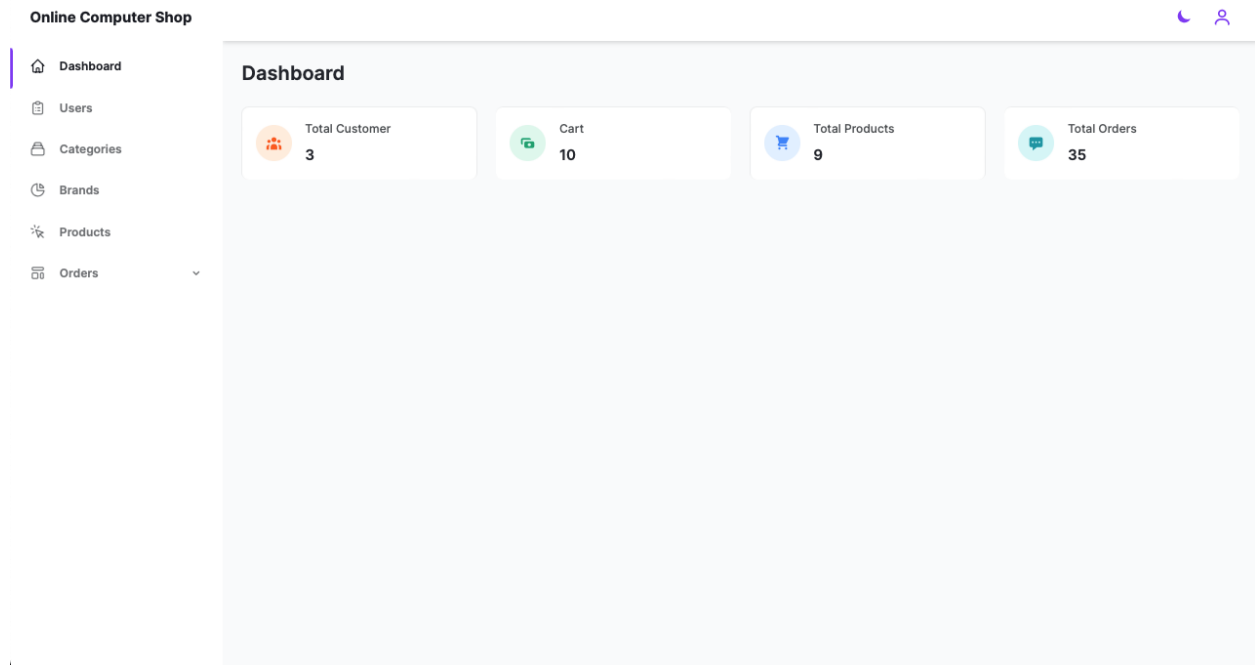 Online Computer Shop
Dashboard
Users
Categories
Brands
Products
Orders
Dashboard
Total Customer
3
Cart
10
Total Products
9
Total Orders
35